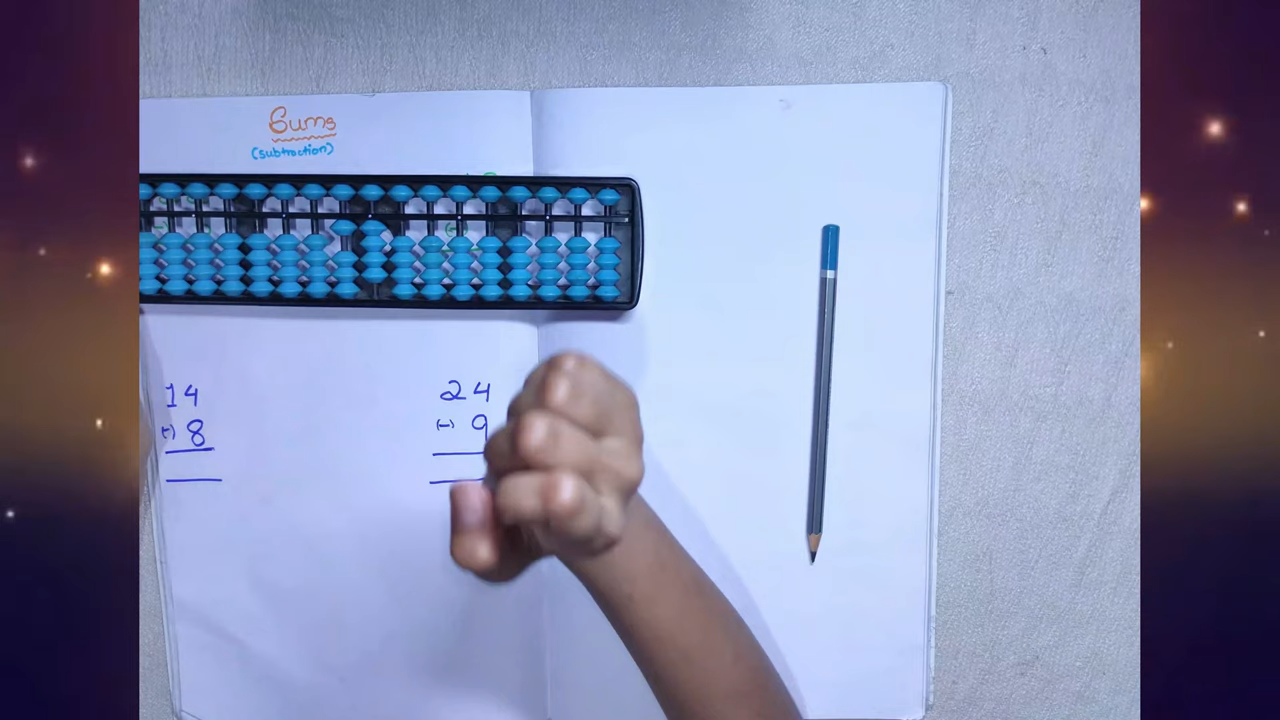 Sums
(subtraction)
14
(-) 8
24
(-) 9